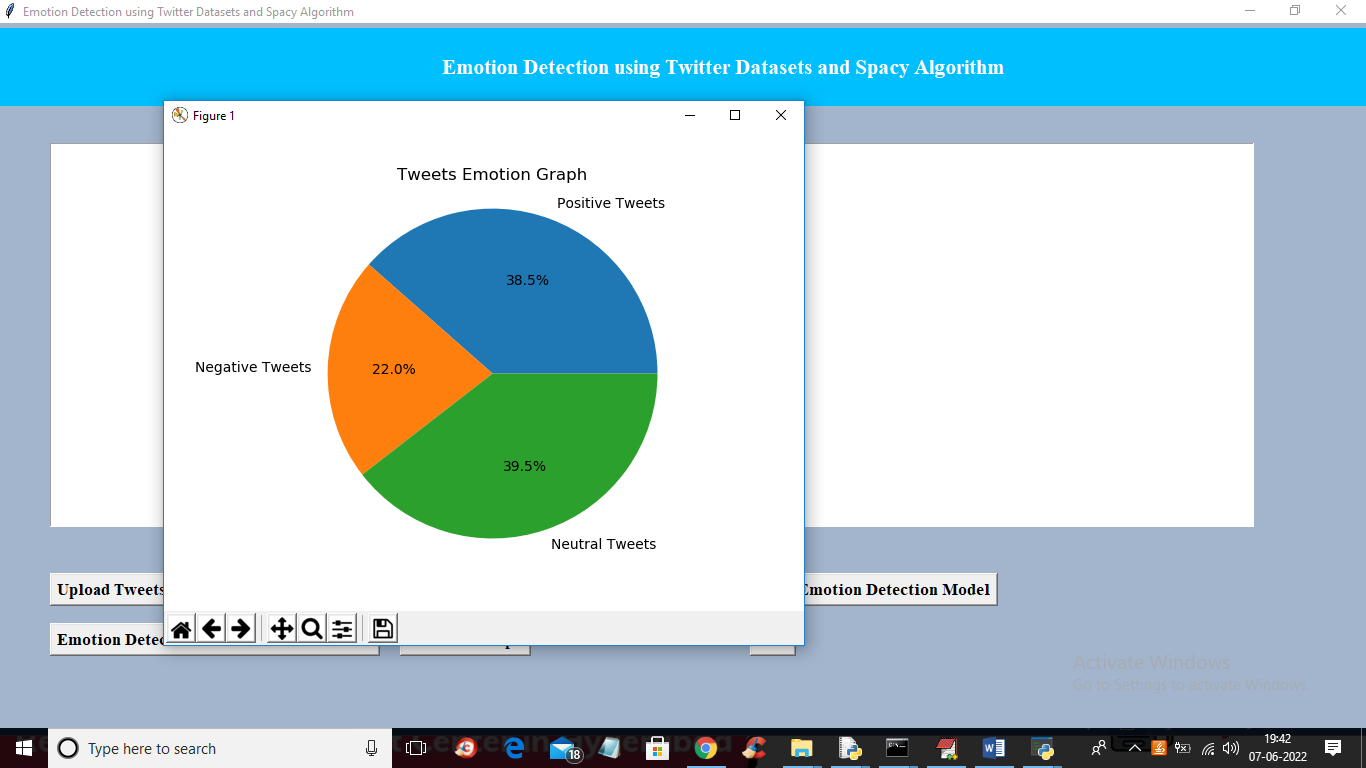 Emotion Detection using Twitter Datasets and Spacy Algorithm
Emotion Detection using Twitter Datasets and Spacy Algorithm
Figure 1
Tweets Emotion Graph
Positive Tweets
38.5%
Negative Tweets
22.0%
39.5%
Neutral Tweets
Upload Tweets
Emotion Detection Model
Emotion Detec
Activate Windows
Go to Settings to activate Windows.
Type here to search
18
19:42
07-06-2022